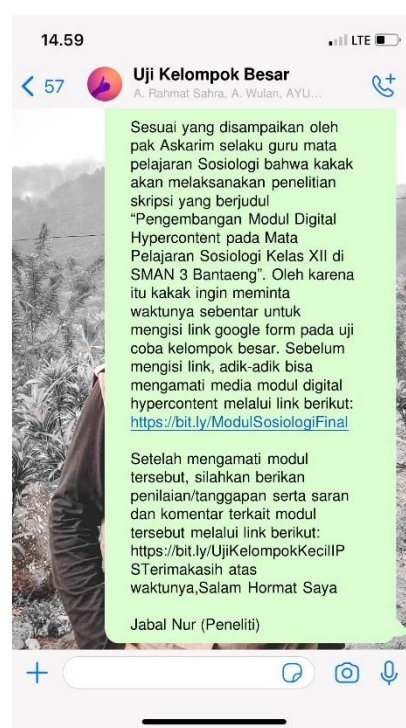 14.59
LTE
57
Uji Kelompok Besar
A. Rahmat Sahra, A. Wulan, AYU...
Sesuai yang disampaikan oleh
pak Askarim selaku guru mata
pelajaran Sosiologi bahwa kakak
akan melaksanakan penelitian
skripsi yang berjudul
“Pengembangan Modul Digital
Hypercontent pada Mata
Pelajaran Sosiologi Kelas XII di
SMAN 3 Bantaeng”. Oleh karena
itu kakak ingin meminta
waktunya sebentar untuk
mengisi link google form pada uji
coba kelompok besar. Sebelum
mengisi link, adik-adik bisa
mengamati media modul digital
hypercontent melalui link berikut:
https://bit.ly/ModulSosiologiFinal
Setelah mengamati modul
tersebut, silahkan berikan
penilaian/tanggapan serta saran
dan komentar terkait modul
tersebut melalui link berikut:
https://bit.ly/UjiKelompokKecilIP
STerimakasih atas
waktunya,Salam Hormat Saya
Jabal Nur (Peneliti)